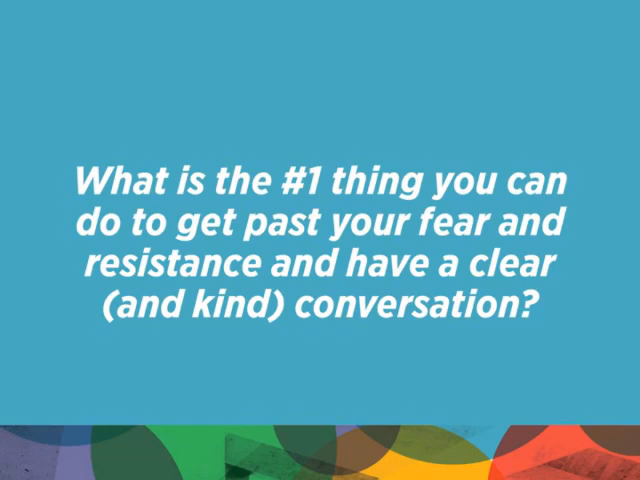 What is the #1 thing you can
do to get past your fear and
resistance and have a clear
(and kind) conversation?